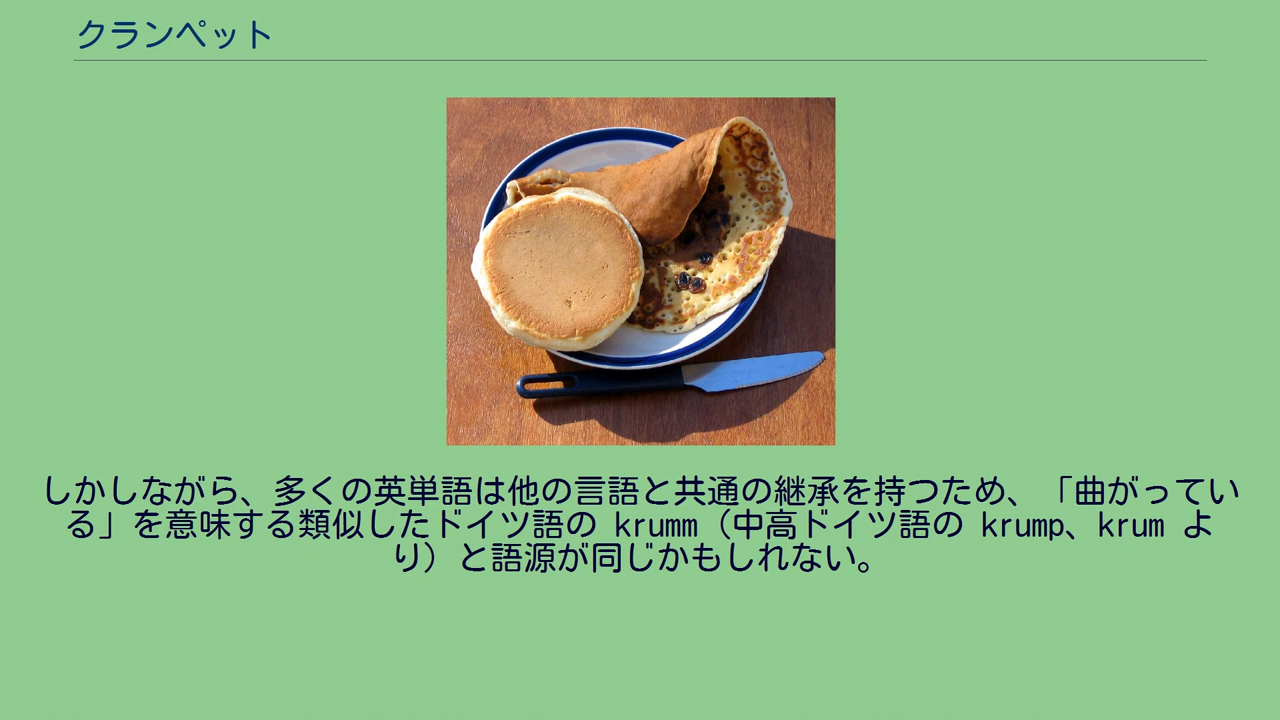 クランペット
しかしながら、多くの英単語は他の言語と共通の継承を持つため、「曲がってい
る」を意味する類似したドイツ語の krumm（中高ドイツ語の krump、krum よ
り）と語源が同じかもしれない。